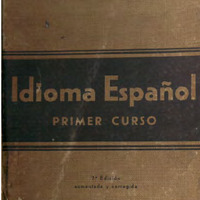 Idioma Español
PRIMER CURSO
Edición
aumentada y corregida